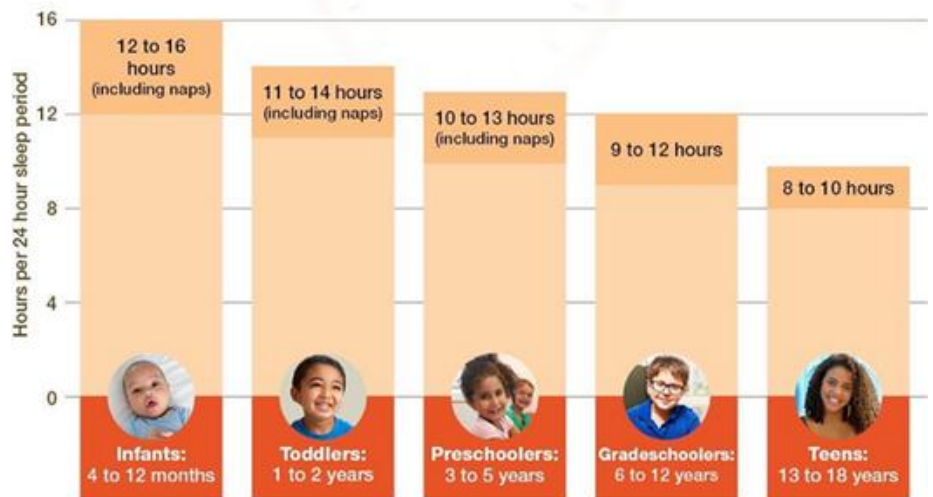 Hours per 24 hour sleep period
16
12
8
4
0
12 to 16
hours
(including naps)
11 to 14 hours
(including naps)
10 to 13 hours
(including naps)
9 to 12 hours
8 to 10 hours
Infants:
4 to 12 months
Toddlers:
1 to 2 years
Preschoolers:
3 to 5 years
Gradeschoolers:
6 to 12 years
Teens:
13 to 18 years